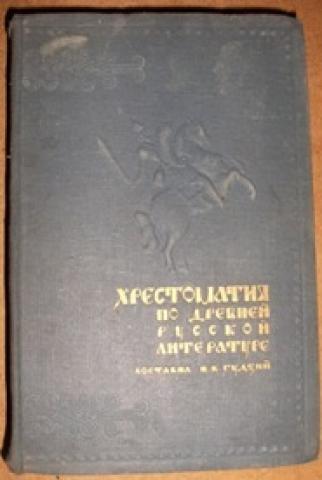 ХРЕСТОМАТИЯ
ПО ДРЕВНЕЙ
РУССКОЙ
ЛИТЕРАТУРЕ
СОСТАВИЛ Н К ГУДЗИЙ